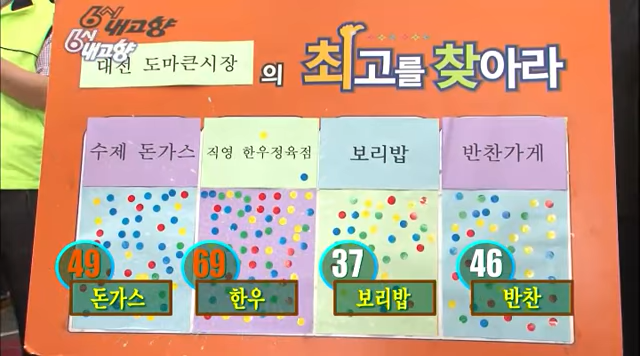 6시 내고향
6시 내고향
대전 도마큰시장 의 최고를 찾아라
수제 돈가스
직영 한우정육점
보리밥
반찬가게
49
돈가스
69
한우
37
보리밥
46
반찬